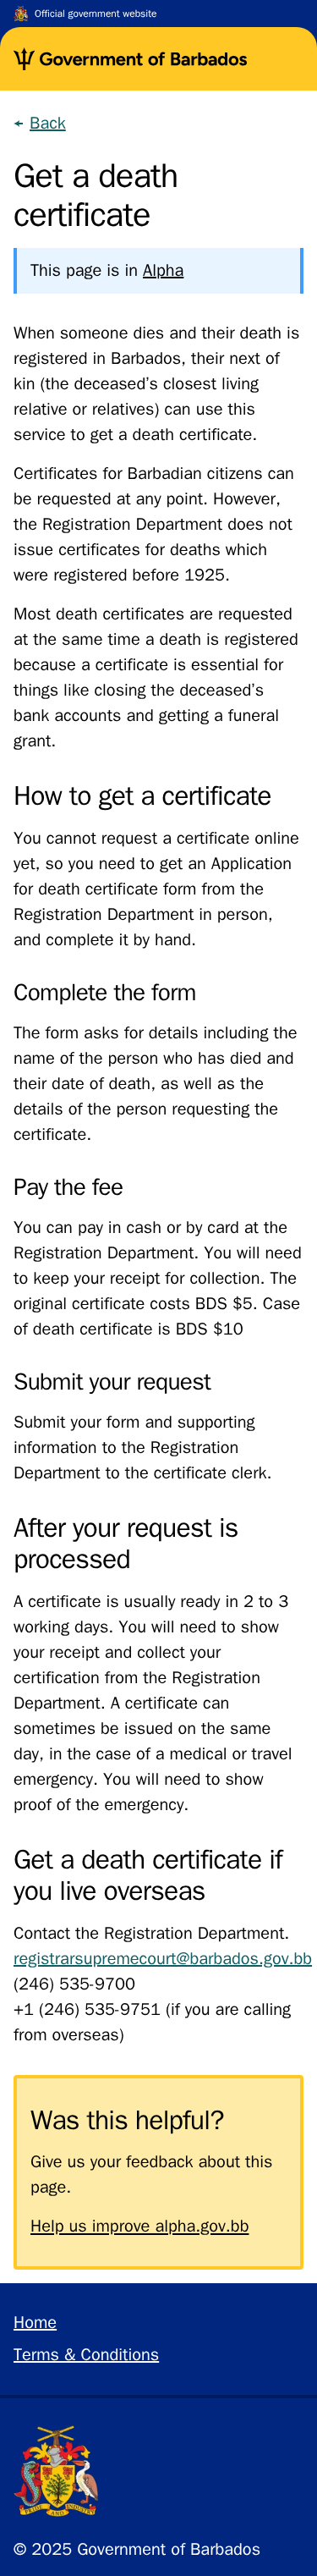 Official government website
Government of Barbados
Back
Get a death
certificate
This page is in Alpha
When someone dies and their death is
registered in Barbados, their next of
kin (the deceased's closest living
relative or relatives) can use this
service to get a death certificate.
Certificates for Barbadian citizens can
be requested at any point. However,
the Registration Department does not
issue certificates for deaths which
were registered before 1925.
Most death certificates are requested
at the same time a death is registered
because a certificate is essential for
things like closing the deceased's
bank accounts and getting a funeral
grant.
How to get a certificate
You cannot request a certificate online
yet, so you need to get an Application
for death certificate form from the
Registration Department in person,
and complete it by hand.
Complete the form
The form asks for details including the
name of the person who has died and
their date of death, as well as the
details of the person requesting the
certificate.
Pay the fee
You can pay in cash or by card at the
Registration Department. You will need
to keep your receipt for collection. The
original certificate costs BDS $5. Case
of death certificate is BDS $10
Submit your request
Submit your form and supporting
information to the Registration
Department to the certificate clerk.
After your request is
processed
A certificate is usually ready in 2 to 3
working days. You will need to show
your receipt and collect your
certification from the Registration
Department. A certificate can
sometimes be issued on the same
day, in the case of a medical or travel
emergency. You will need to show
proof of the emergency.
Get a death certificate if
you live overseas
Contact the Registration Department.
registrarsupremecourt@barbados.gov.bb
(246) 535-9700
+1 (246) 535-9751 (if you are calling
from overseas)
Was this helpful?
Give us your feedback about this
page.
Help us improve alpha.gov.bb
Home
Terms & Conditions
PRIDE AND INDUSTRY
© 2025 Government of Barbados